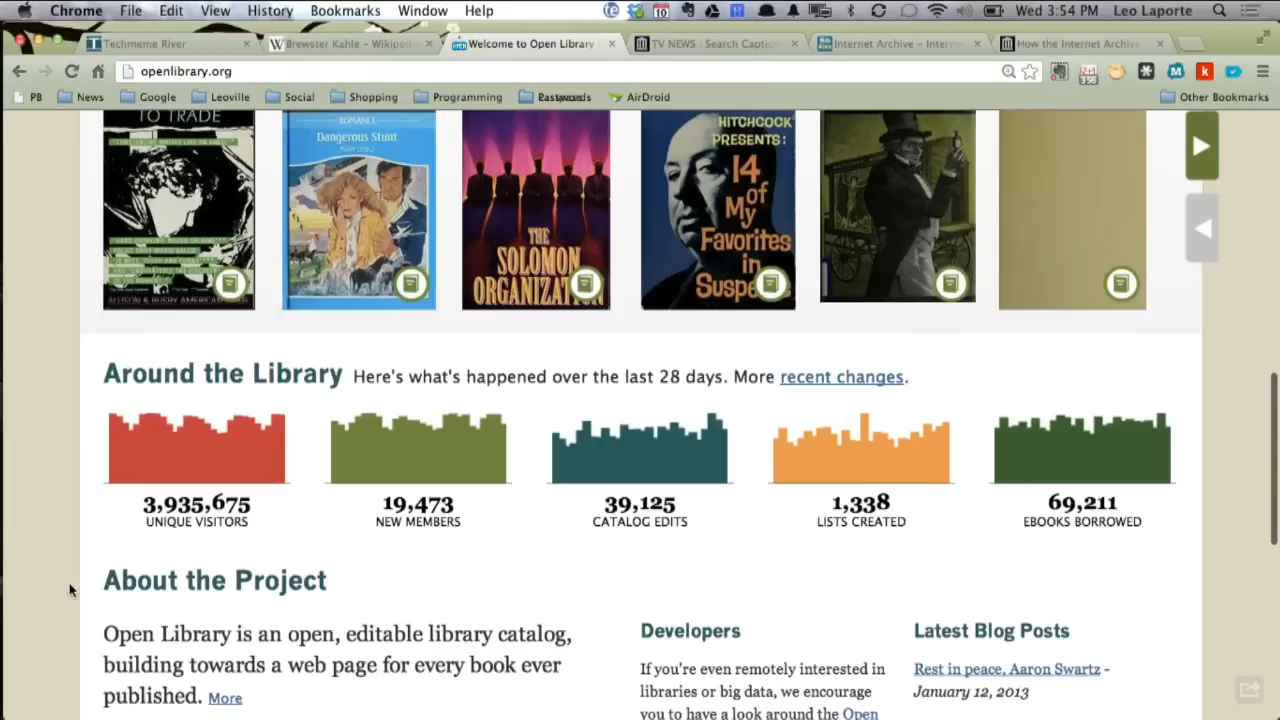 Chrome File Edit View History Bookmarks Window Help 10 Wed 3:54 PM Leo Laporte
Techmeme River
Brewster Kahle – Wikiped
Welcome to Open Library
TV NEWS : Search Caption
Internet Archive – Intern
How the Internet Archive
openlibrary.org
PB News Google Leoville Social Shopping Programming AirDroid Other Bookmarks
TO TRADE
ALLISON & BUSBY AMERICAN
ROMANCE
Dangerous Stunt
THE
SOLOMON
ORGANIZATION
HITCHCOCK
PRESENTS:
14
of
My
Favorites
in
Suspe
Around the Library Here's what's happened over the last 28 days. More recent changes.
3,935,675
UNIQUE VISITORS
19,473
NEW MEMBERS
39,125
CATALOG EDITS
1,338
LISTS CREATED
69,211
EBOOKS BORROWED
About the Project
Open Library is an open, editable library catalog,
building towards a web page for every book ever
published. More
Developers
If you're even remotely interested in
libraries or big data, we encourage
you to have a look around the Open
Latest Blog Posts
Rest in peace, Aaron Swartz -
January 12, 2013